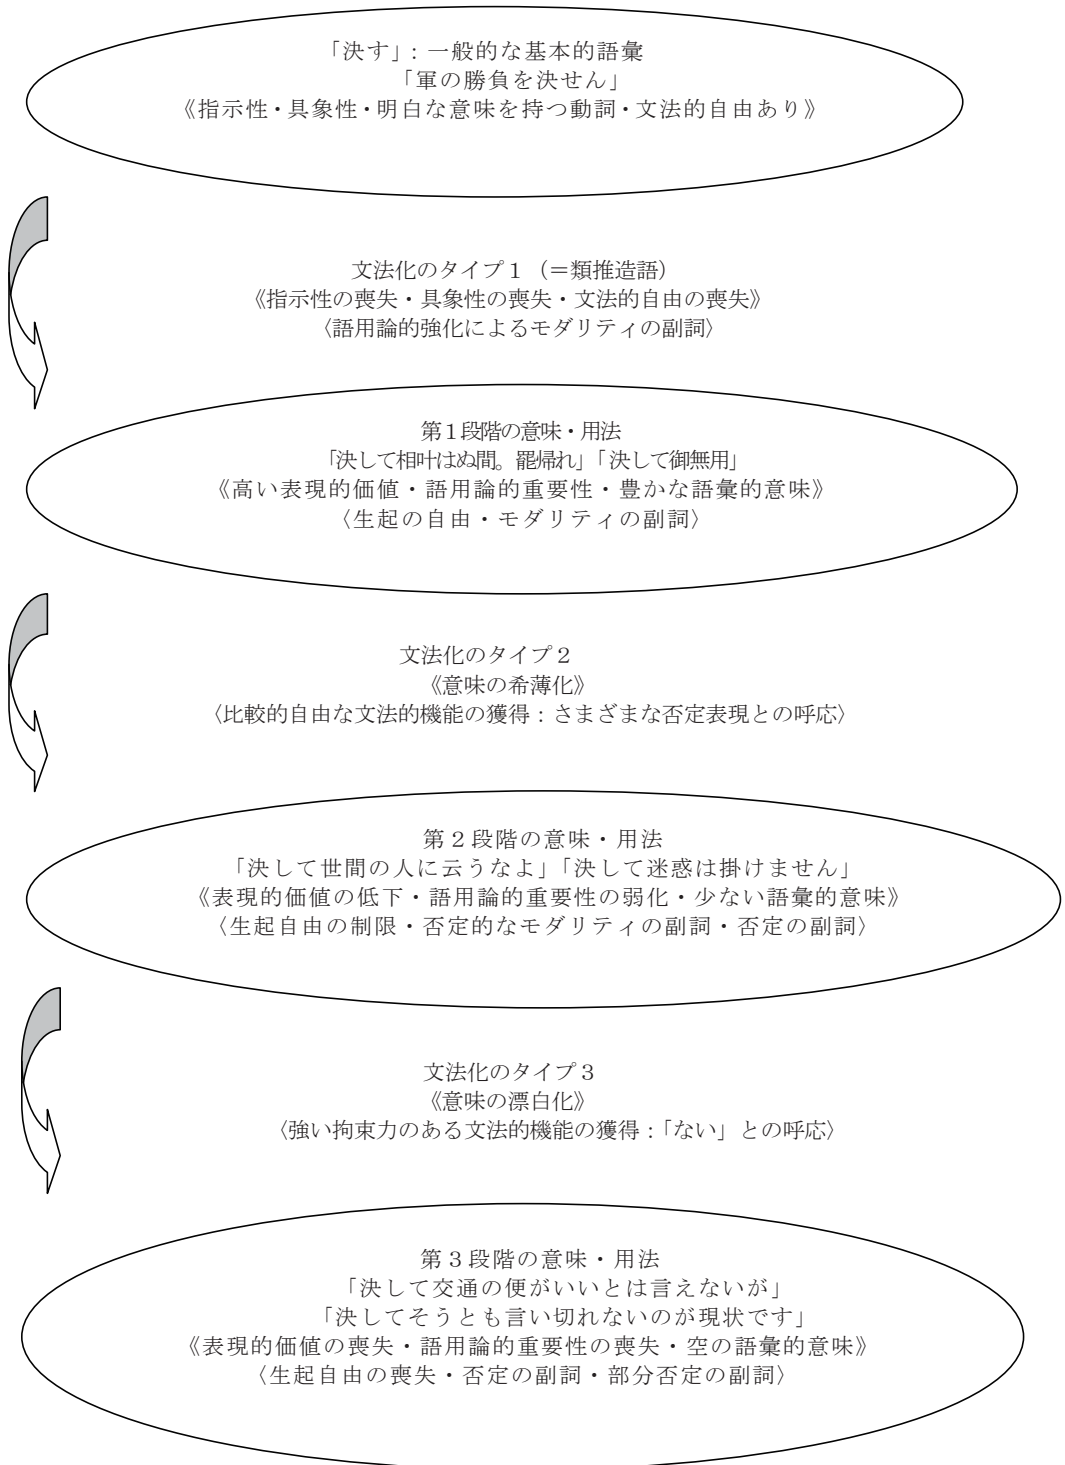 「決す」: 一般的な基本的語彙
「軍の勝負を決せん」
《指示性・具象性・明白な意味を持つ動詞・文法的自由あり》
文法化のタイプ1（＝類推造語）
《指示性の喪失・具象性の喪失・文法的自由の喪失》
〈語用論的強化によるモダリティの副詞〉
第1段階の意味・用法
「決して相叶はぬ間。罷帰れ」「決して御無用」
《高い表現的価値・語用論的重要性・豊かな語彙的意味》
〈生起の自由・モダリティの副詞〉
文法化のタイプ2
《意味の希薄化》
〈比較的自由な文法的機能の獲得：さまざまな否定表現との呼応〉
第2段階の意味・用法
「決して世間の人に云うなよ」「決して迷惑は掛けません」
《表現的価値の低下・語用論的重要性の弱化・少ない語彙的意味》
〈生起自由の制限・否定的なモダリティの副詞・否定の副詞〉
文法化のタイプ3
《意味の漂白化》
〈強い拘束力のある文法的機能の獲得：「ない」との呼応〉
第3段階の意味・用法
「決して交通の便がいいとは言えないが」
「決してそうとも言い切れないのが現状です」
《表現的価値の喪失・語用論的重要性の喪失・空の語彙的意味》
〈生起自由の喪失・否定の副詞・部分否定の副詞〉